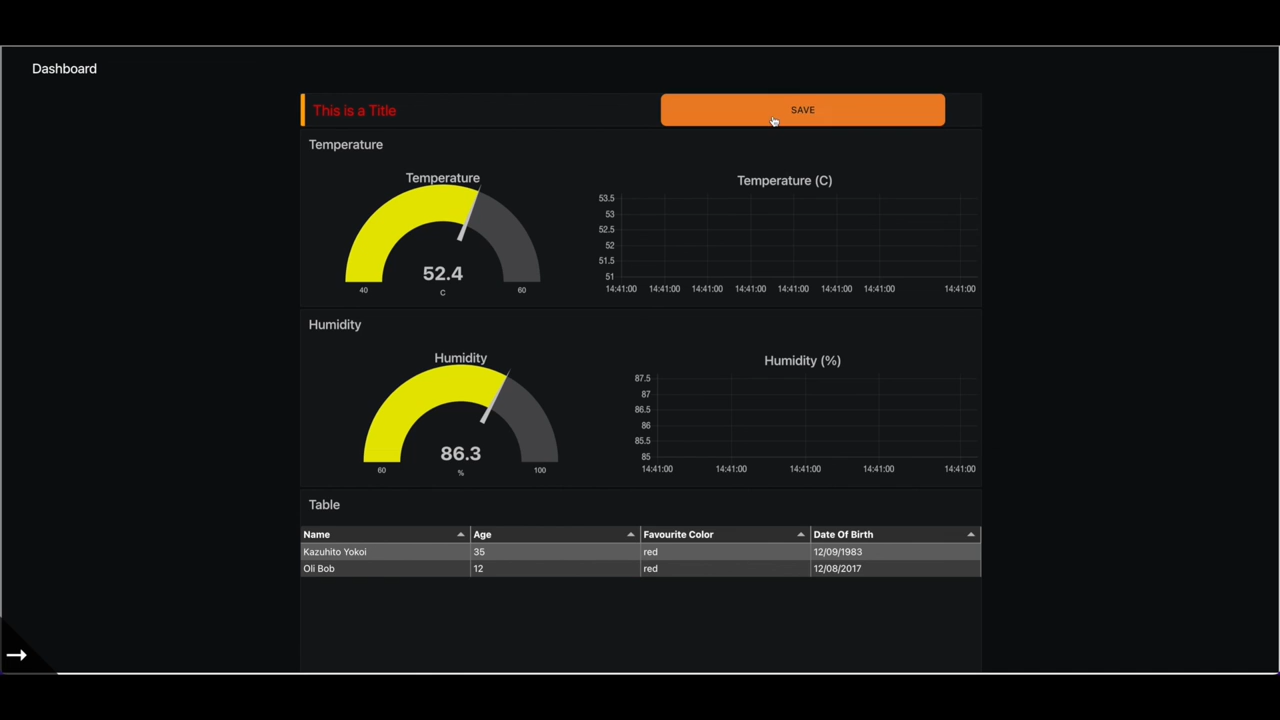 Dashboard
This is a Title
SAVE
Temperature
Temperature
52.4
C
40
60
Temperature (C)
53.5
53
52.5
52
51.5
51
14:41:00 14:41:00 14:41:00 14:41:00 14:41:00 14:41:00 14:41:00 14:41:00
Humidity
Humidity
86.3
%
60
100
Humidity (%)
87.5
87
86.5
86
85.5
85
14:41:00 14:41:00 14:41:00 14:41:00 14:41:00
Table
Name Age Favourite Color Date Of Birth
Kazuhito Yokoi 35 red 12/09/1983
Oli Bob 12 red 12/08/2017